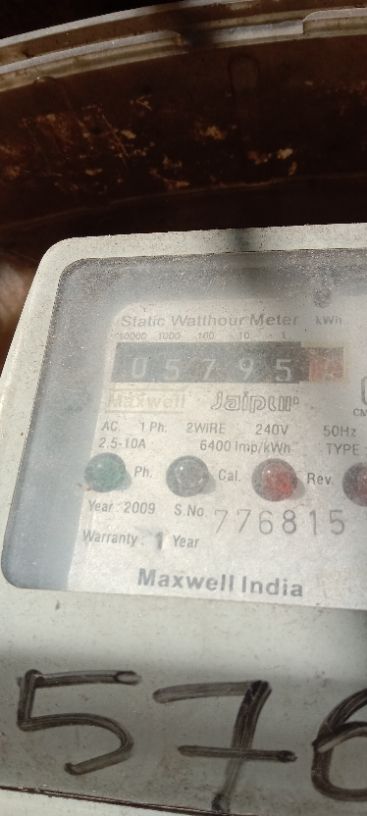 Static Watthour Meter kWh
10000 1000 100 10 1
05795
Maxwell Jaipur
AC 1 Ph. 2WIRE 240V 50Hz
2.5-10A 6400 imp/kWh TYPE
Ph. Cal. Rev.
Year : 2009 S.No. 776815
Warranty : 1 Year
Maxwell India
576